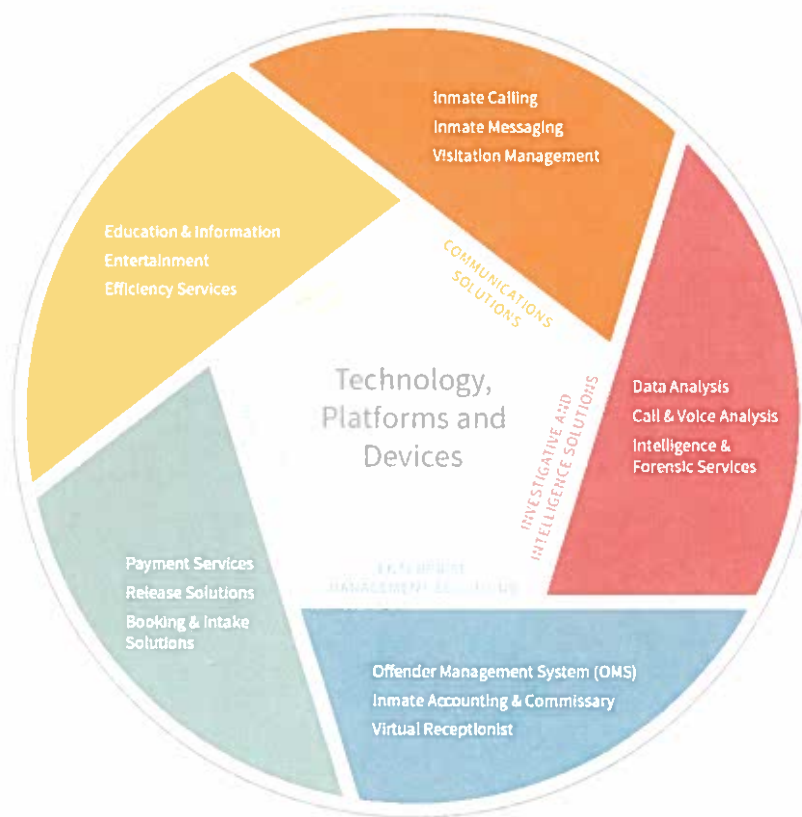 Inmate Calling
Inmate Messaging
Visitation Management
Education & Information
Entertainment
Efficiency Services
COMMUNICATIONS
SOLUTIONS
Technology,
Platforms and
Devices
INVESTIGATIVE AND
INTELLIGENCE SOLUTIONS
Data Analysis
Call & Voice Analysis
Intelligence &
Forensic Services
Payment Services
Release Solutions
Booking & Intake
Solutions
ENTERPRISE
MANAGEMENT
Offender Management System (OMS)
Inmate Accounting & Commissary
Virtual Receptionist